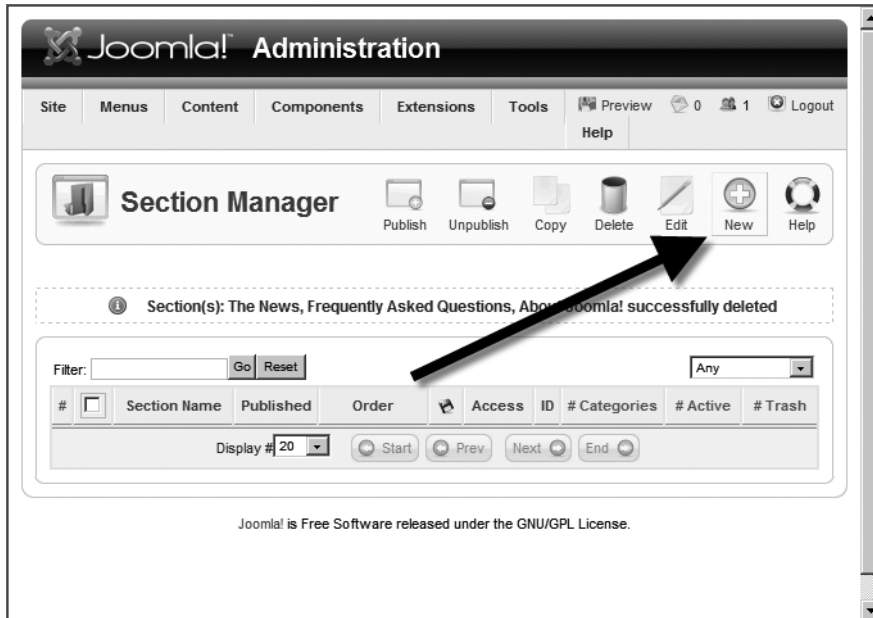 Joomla! Administration
Site Menus Content Components Extensions Tools Preview 0 1 Logout
Help
Section Manager
Publish Unpublish Copy Delete Edit New Help
Section(s): The News, Frequently Asked Questions, About Joomla! successfully deleted
Filter: Go Reset Any
# Section Name Published Order Access ID # Categories # Active # Trash
Display # 20 Start Prev Next End
Joomla! is Free Software released under the GNU/GPL License.